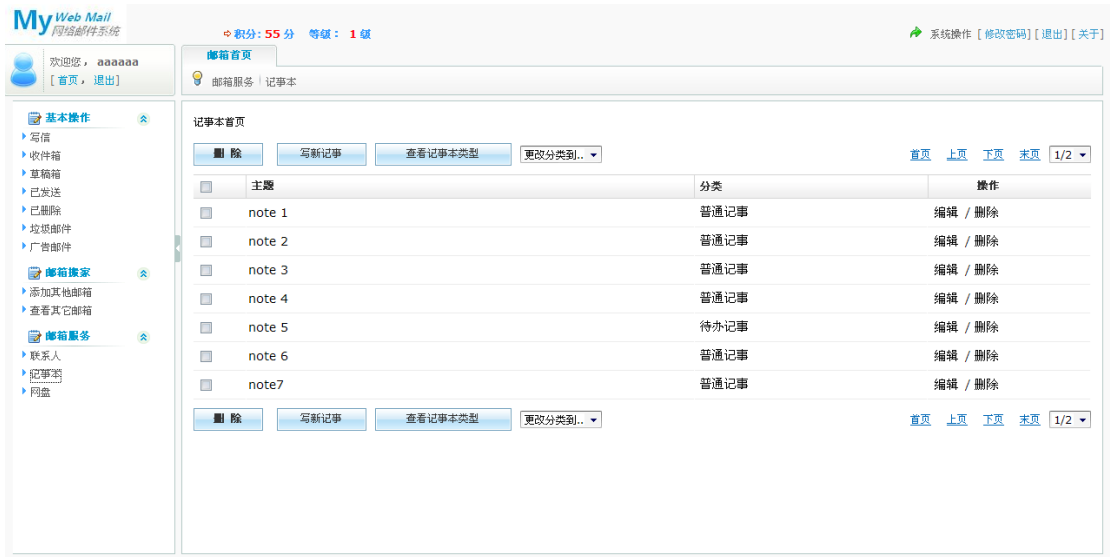 My Web Mail
网络邮件系统
积分: 55 分 等级： 1 级
系统操作 [ 修改密码] [ 退出] [ 关于]
欢迎您， aaaaaa
[ 首页， 退出]
邮箱首页
邮箱服务 | 记事本
基本操作
写信
收件箱
草稿箱
已发送
已删除
垃圾邮件
广告邮件
邮箱搬家
添加其他邮箱
查看其它邮箱
邮箱服务
联系人
记事本
网盘
记事本首页
删 除 写新记事 查看记事本类型 更改分类到.. 首页 上页 下页 末页 1/2
主题 分类 操作
note 1 普通记事 编辑 / 删除
note 2 普通记事 编辑 / 删除
note 3 普通记事 编辑 / 删除
note 4 普通记事 编辑 / 删除
note 5 待办记事 编辑 / 删除
note 6 普通记事 编辑 / 删除
note7 普通记事 编辑 / 删除
删 除 写新记事 查看记事本类型 更改分类到.. 首页 上页 下页 末页 1/2